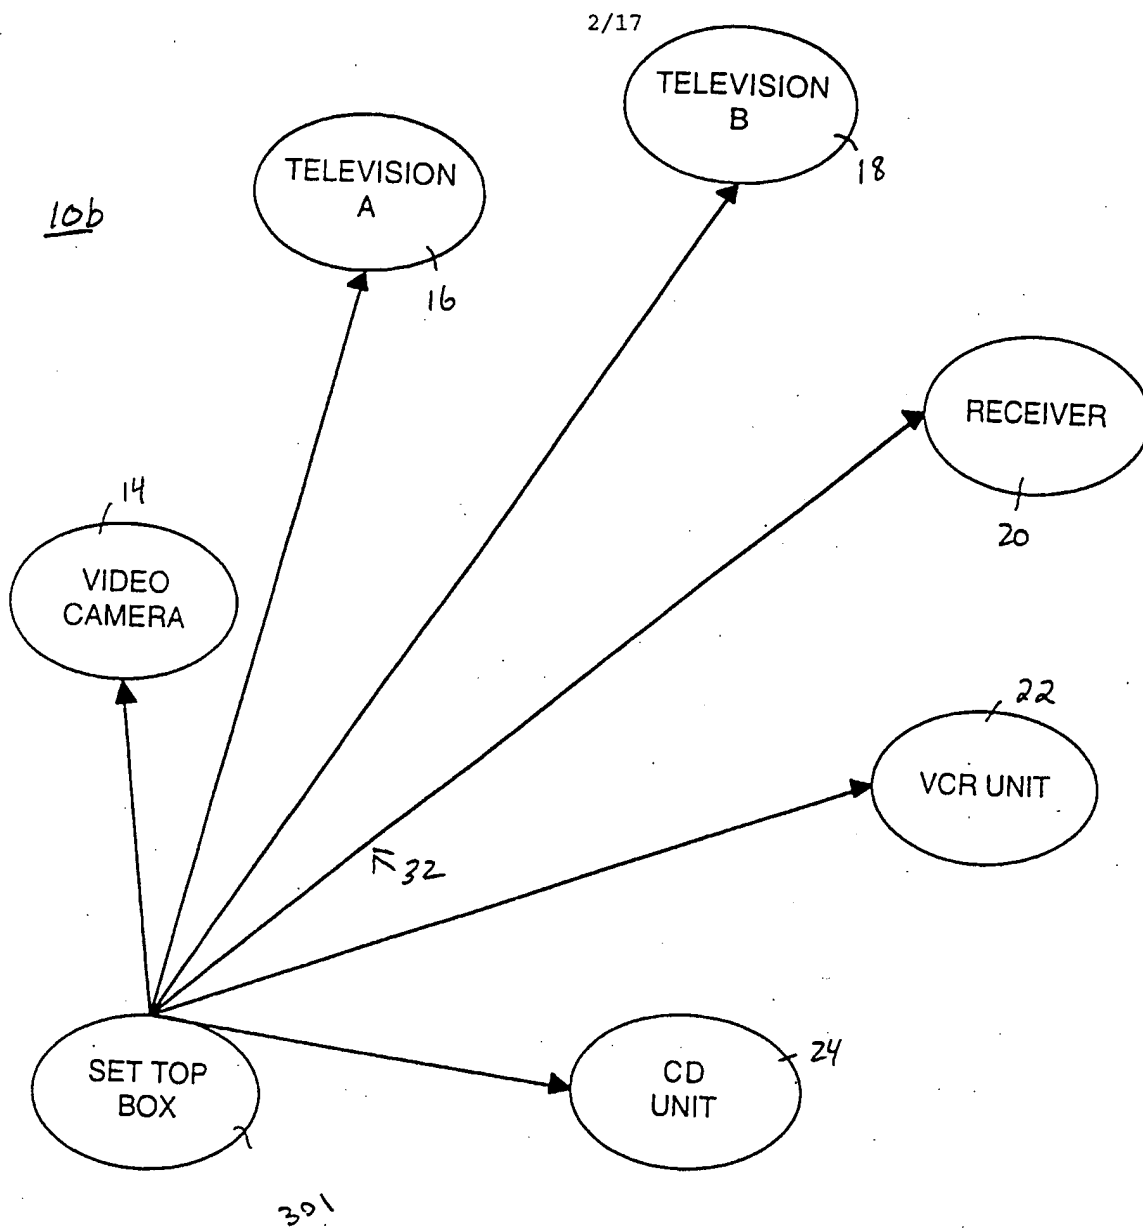 2/17
TELEVISION
B
18
TELEVISION
A
16
10b
RECEIVER
20
14
VIDEO
CAMERA
22
VCR UNIT
32
SET TOP
BOX
301
CD
UNIT
24